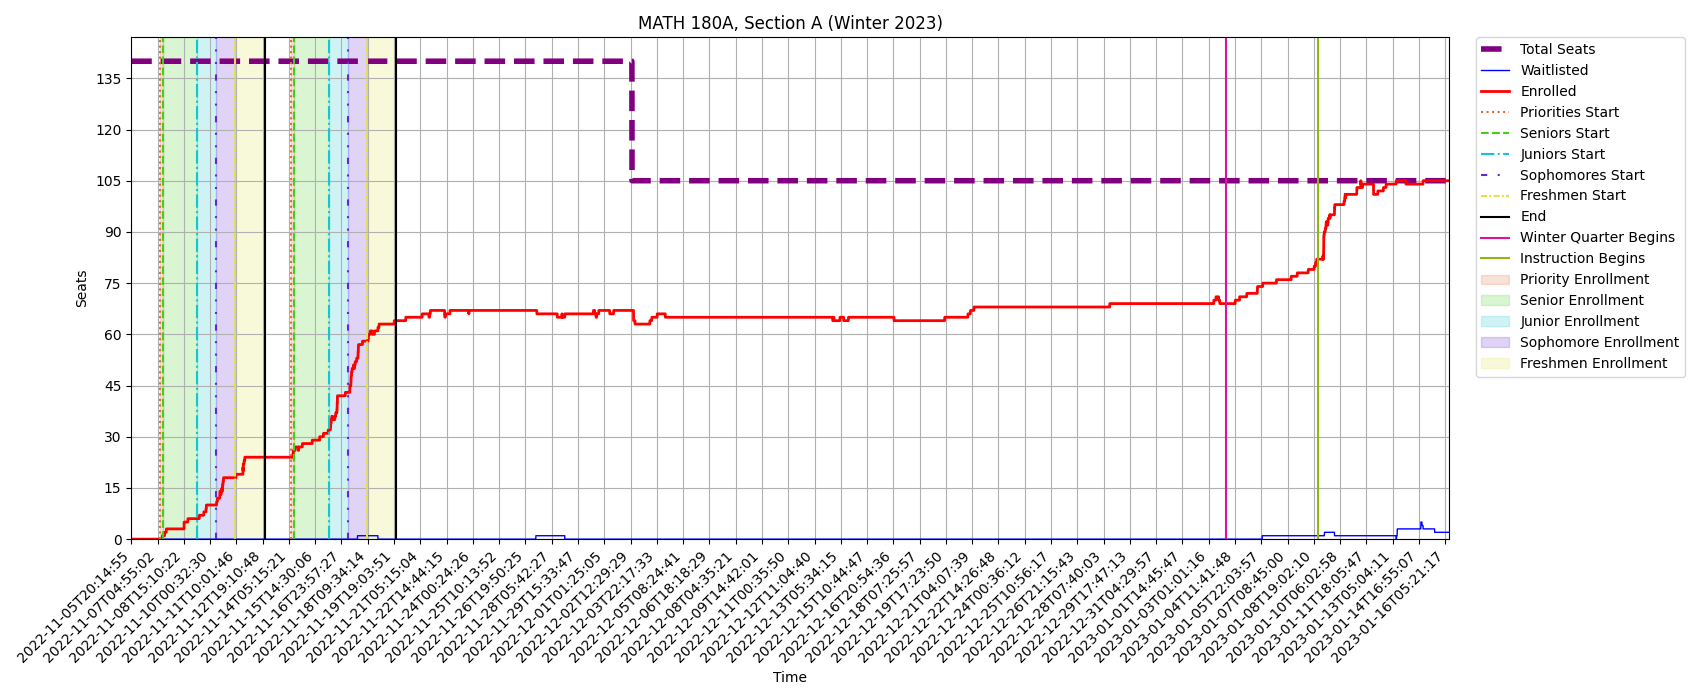 MATH 180A, Section A (Winter 2023)
Seats
135
120
105
90
75
60
45
30
15
0
2022-11-05T20:14:55
2022-11-07T04:55:02
2022-11-08T15:10:22
2022-11-10T00:32:30
2022-11-11T10:01:46
2022-11-12T19:10:48
2022-11-14T05:15:21
2022-11-15T14:30:06
2022-11-16T23:57:27
2022-11-18T09:34:14
2022-11-19T19:03:51
2022-11-21T05:15:04
2022-11-22T14:44:15
2022-11-24T00:24:26
2022-11-25T10:13:52
2022-11-26T19:50:25
2022-11-28T05:42:27
2022-11-29T15:33:47
2022-12-01T01:25:05
2022-12-02T12:29:29
2022-12-03T22:17:33
2022-12-05T08:24:41
2022-12-06T18:18:29
2022-12-08T04:35:21
2022-12-09T14:42:01
2022-12-11T00:35:50
2022-12-12T11:04:40
2022-12-13T05:34:15
2022-12-15T10:44:47
2022-12-16T20:54:36
2022-12-18T07:25:57
2022-12-19T17:23:50
2022-12-21T04:07:39
2022-12-22T14:26:48
2022-12-24T00:36:12
2022-12-25T10:56:17
2022-12-26T21:15:43
2022-12-28T07:40:03
2022-12-29T17:47:13
2022-12-31T04:29:57
2023-01-01T14:45:47
2023-01-03T01:01:16
2023-01-04T11:41:48
2023-01-05T22:03:57
2023-01-07T08:45:00
2023-01-08T19:02:10
2023-01-10T06:02:58
2023-01-11T18:05:47
2023-01-13T05:04:11
2023-01-14T16:55:07
2023-01-16T05:21:17
Time
Total Seats
Waitlisted
Enrolled
Priorities Start
Seniors Start
Juniors Start
Sophomores Start
Freshmen Start
End
Winter Quarter Begins
Instruction Begins
Priority Enrollment
Senior Enrollment
Junior Enrollment
Sophomore Enrollment
Freshmen Enrollment